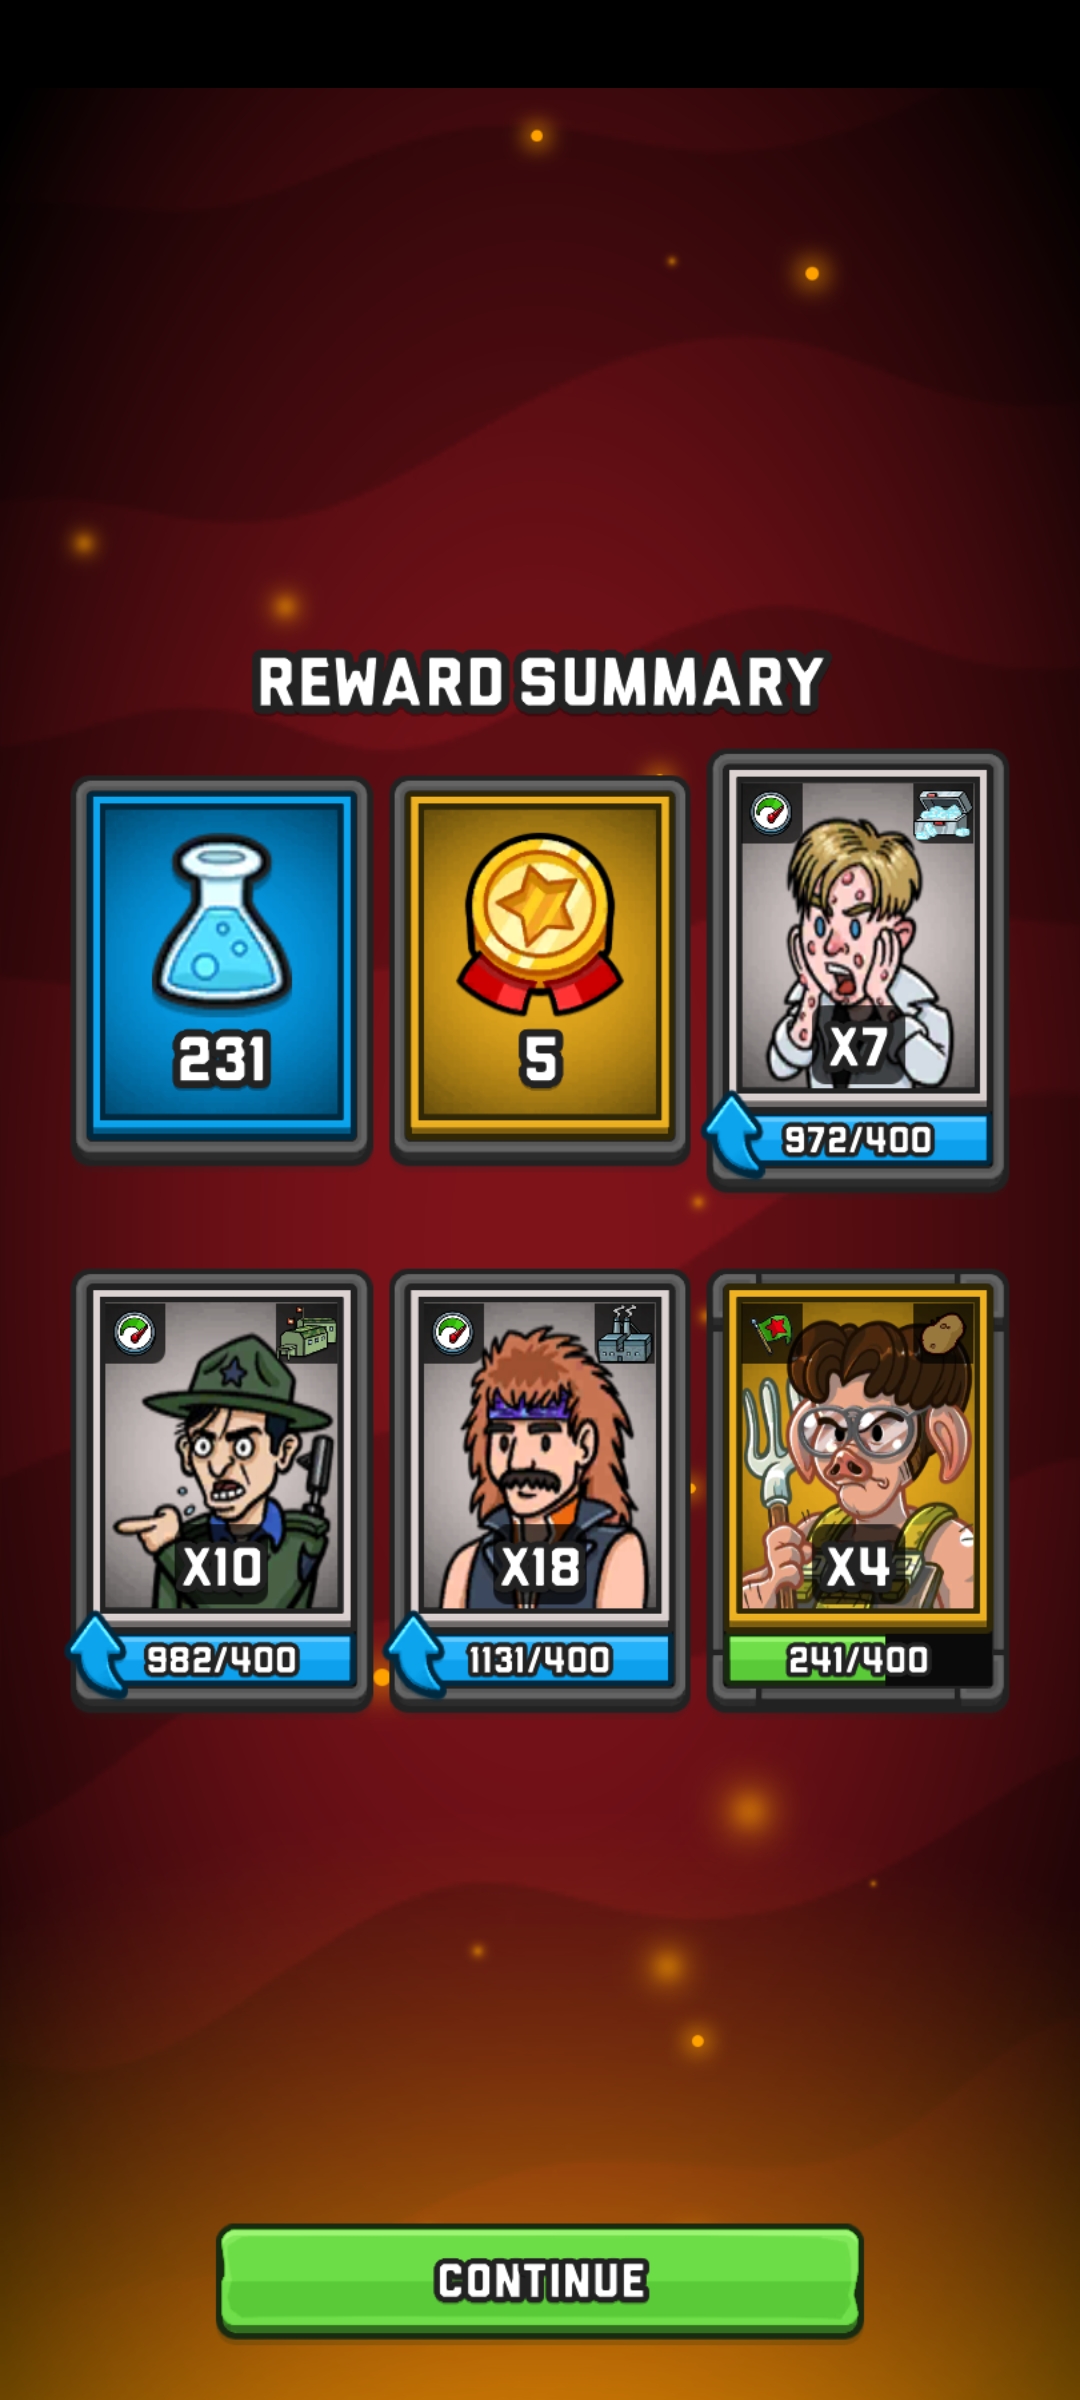 REWARD SUMMARY
231
5
X7
972/400
X10
982/400
X18
1131/400
X4
241/400
CONTINUE